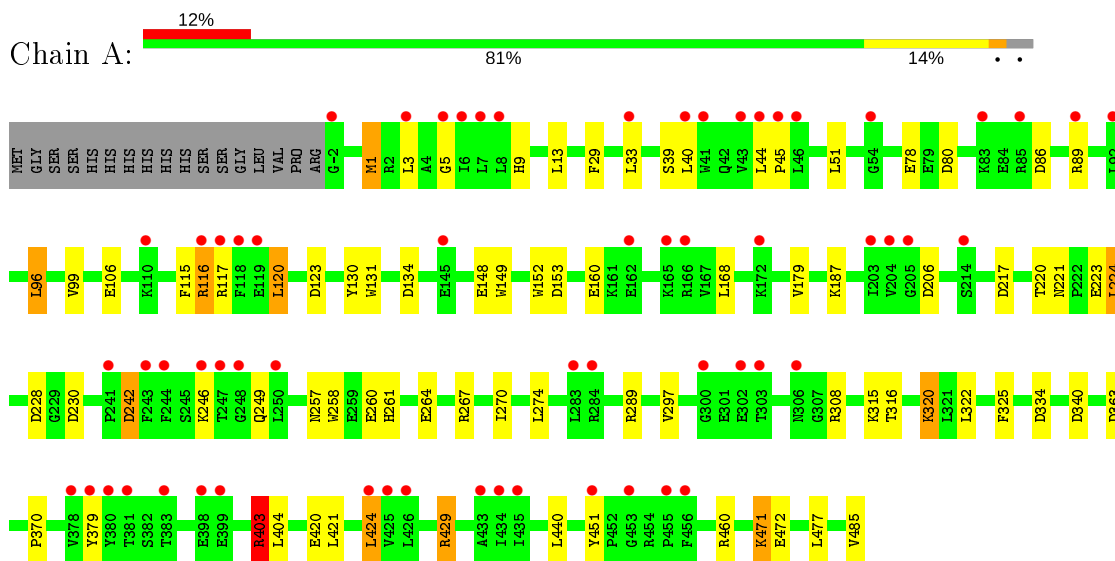 12%
Chain A:
81% 14% • •
MET GLY SER SER HIS HIS HIS HIS HIS HIS SER SER GLY LEU VAL PRO ARG G-2 M1 R2 L3 A4 G5 I6 L7 L8 H9 L13 F29 L33 S39 L40 W41 Q42 V43 L44 P45 L46 L51 G54 E78 E79 D80 K83 E84 R85 D86 R89
L96 V99 E106 K110 F115 R116 R117 F118 E119 L120 D123 Y130 W131 D134 E145 E148 W149 W152 D153 E160 K161 E162 K165 R166 V167 L168 K172 V179 K187 I203 V204 G205 D206 S214 D217 T220 N221 P222 E223 L224
D228 G229 D230 P241 D242 F243 F244 S245 K246 T247 G248 Q249 L250 N257 W258 E259 E260 H261 E264 R267 I270 L274 L283 R284 R289 V297 G300 E301 E302 T303 N306 G307 R308 K315 T316 K320 L321 L322 F325 D334 D340
P370 V378 Y379 Y380 T381 S382 T383 E398 E399 R403 L404 E420 L421 L424 V425 L426 R429 A433 I434 I435 L440 Y451 P452 G453 R454 P455 F456 R460 K471 E472 L477 V485